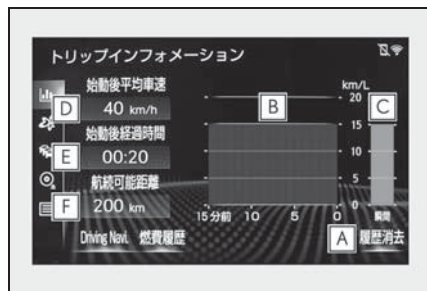 トリップインフォメーション
始動後平均車速
D 40 km/h
始動後経過時間
E 00:20
航続可能距離
F 200 km
Driving Navi. 燃費履歴
km/L
B C
20
15
10
5
0
15分前 10 5 0 瞬間
A 履歴消去